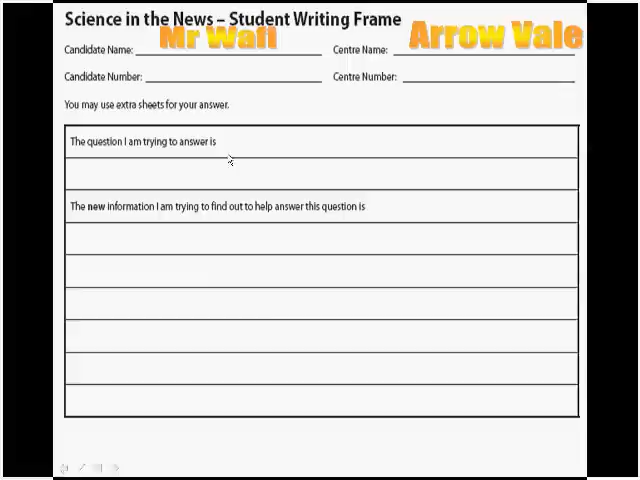 Science in the News – Student Writing Frame
Candidate Name: Mr Wafi Centre Name: Arrow Vale
Candidate Number: Centre Number:
You may use extra sheets for your answer.
The question I am trying to answer is
The new information I am trying to find out to help answer this question is